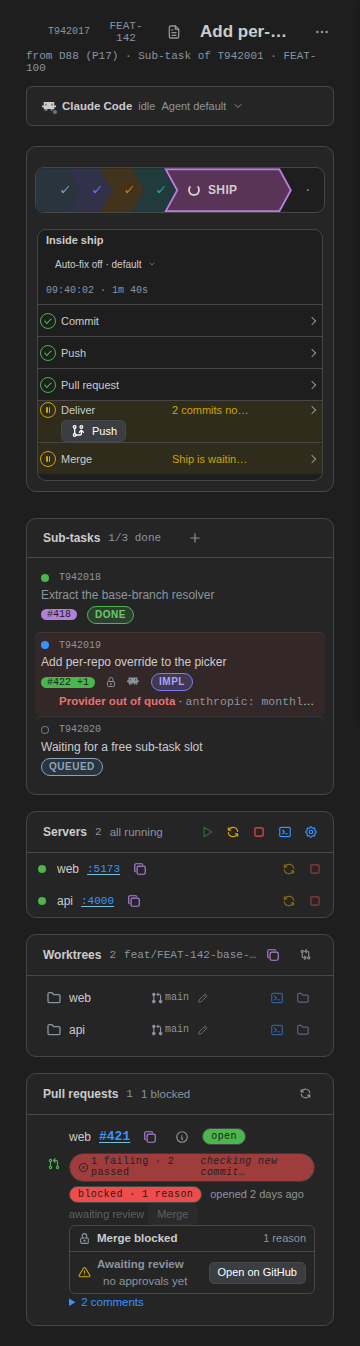 T942017 FEAT-142 Add per-…
from D88 (P17) · Sub-task of T942001 · FEAT-100
Claude Code idle Agent default
SHIP
Inside ship
Auto-fix off · default
09:40:02 · 1m 40s
Commit
Push
Pull request
Deliver 2 commits no…
Push
Merge Ship is waitin…
Sub-tasks 1/3 done
T942018
Extract the base-branch resolver
#418 DONE
T942019
Add per-repo override to the picker
#422 +1 IMPL
Provider out of quota · anthropic: monthl…
T942020
Waiting for a free sub-task slot
QUEUED
Servers 2 all running
web :5173
api :4000
Worktrees 2 feat/FEAT-142-base-…
web main
api main
Pull requests 1 1 blocked
web #421 open
1 failing · 2 passed checking new commit…
blocked · 1 reason opened 2 days ago
awaiting review Merge
Merge blocked 1 reason
Awaiting review
no approvals yet
Open on GitHub
2 comments